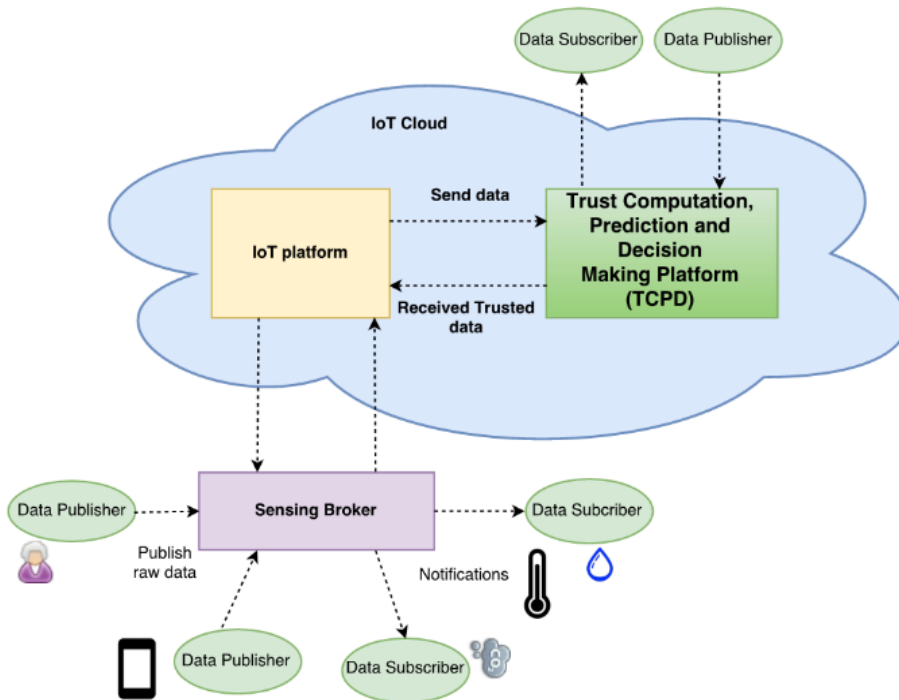 Data Subscriber
Data Publisher
IoT Cloud
Send data
IoT platform
Trust Computation,
Prediction and
Decision
Making Platform
(TCPD)
Received Trusted
data
Data Publisher
Sensing Broker
Data Subcriber
Publish
raw data
Notifications
Data Publisher
Data Subscriber
CO₂